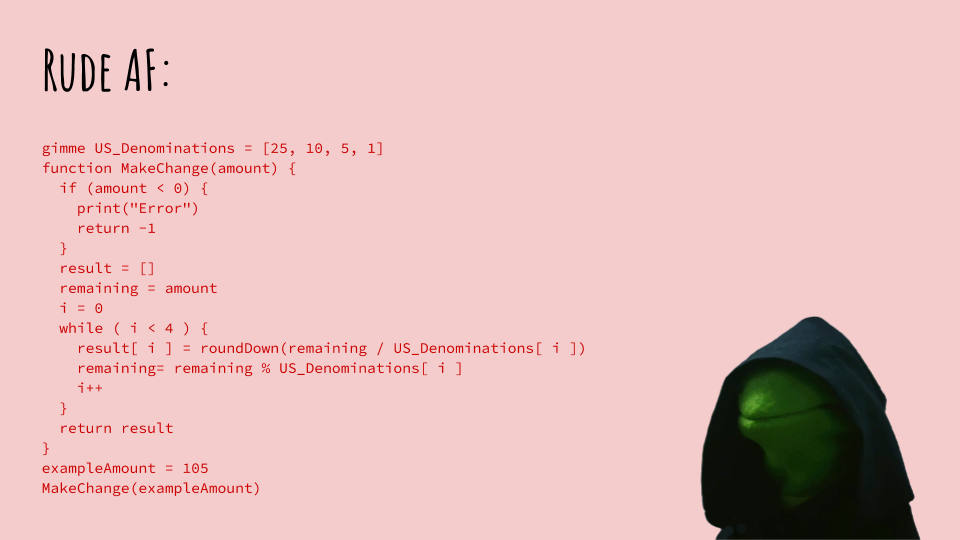 Rude AF:
gimme US_Denominations = [25, 10, 5, 1]
function MakeChange(amount) {
  if (amount < 0) {
    print("Error")
    return -1
  }
  result = []
  remaining = amount
  i = 0
  while ( i < 4 ) {
    result[ i ] = roundDown(remaining / US_Denominations[ i ])
    remaining= remaining % US_Denominations[ i ]
    i++
  }
  return result
}
exampleAmount = 105
MakeChange(exampleAmount)